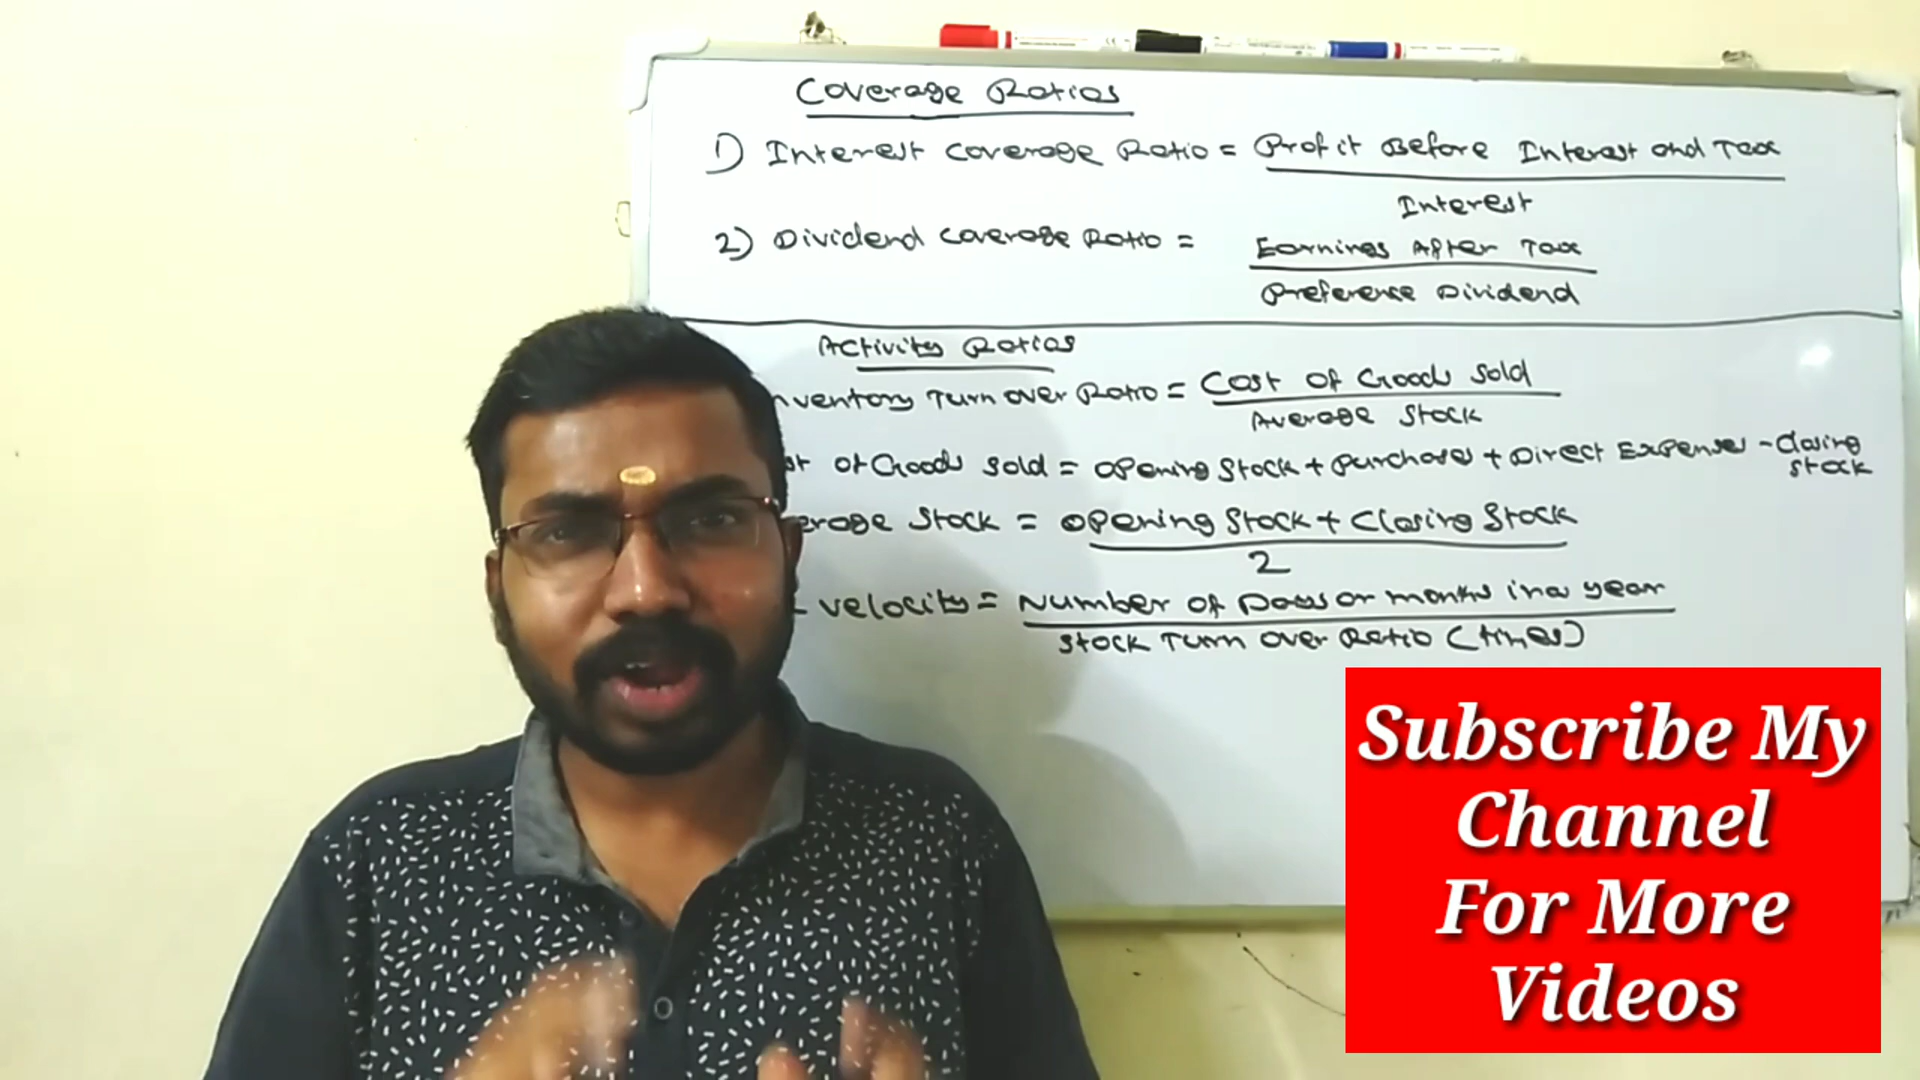 Coverage Ratios
1) Interest Coverage Ratio = Profit Before Interest and Tax
Interest
2) Dividend Coverage Ratio = Earnings After Tax
Preference Dividend
Activity Ratios
nventory Turn over Ratio = Cost of Goods Sold
Average Stock
st of Goods Sold = Opening Stock + Purchases + Direct Expenses - Closing
Stock
erage Stock = Opening Stock + Closing Stock
2
velocity = Number of Days or months in a year
Stock Turn over Ratio (times)
Subscribe My
Channel
For More
Videos